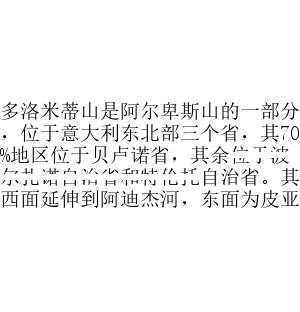 多洛米蒂山是阿尔卑斯山的一部分
，位于意大利东北部三个省，其70
%地区位于贝卢诺省，其余位于波
尔扎诺自治省和特伦托自治省。其
西面延伸到阿迪杰河，东面为皮亚